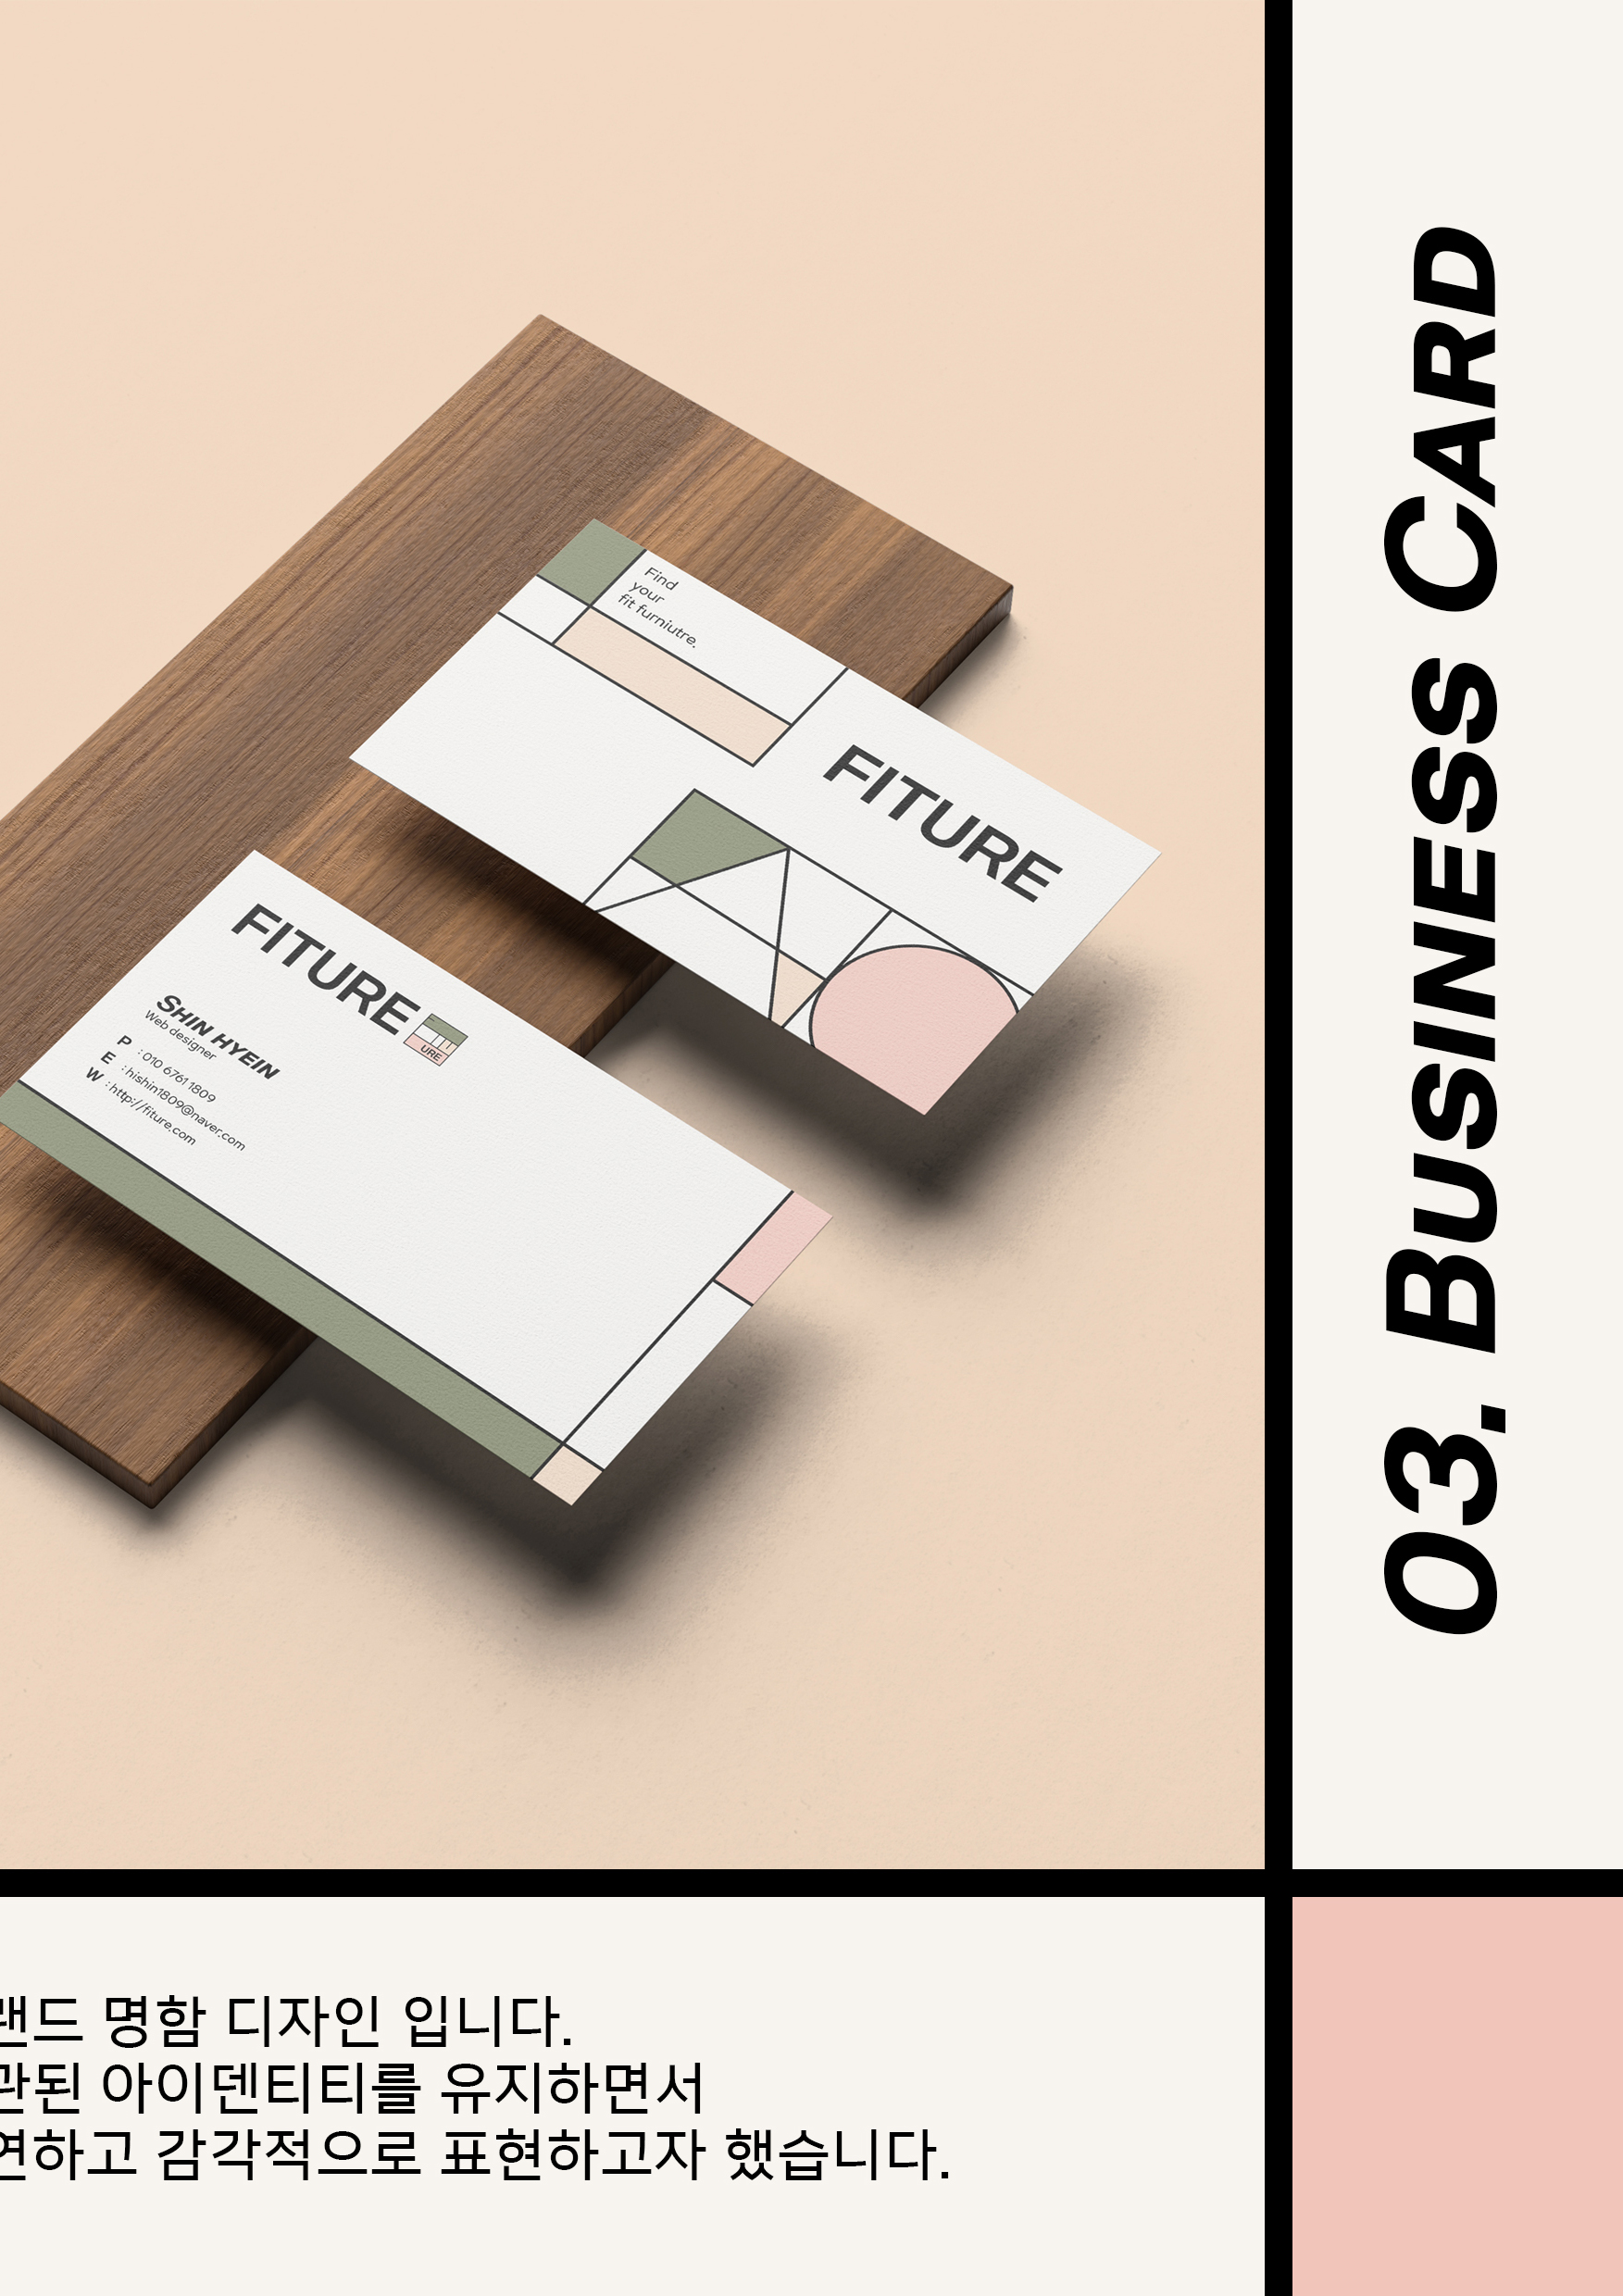 03. BUSINESS CARD
Find
your
fit furniutre.
FITURE
FITURE
URE
SHIN HYEIN
Web designer
P : 010 6761 1809
E : hishin1809@naver.com
W : http://fiture.com
드 명함 디자인 입니다.
된 아이덴티티를 유지하면서
하고 감각적으로 표현하고자 했습니다.